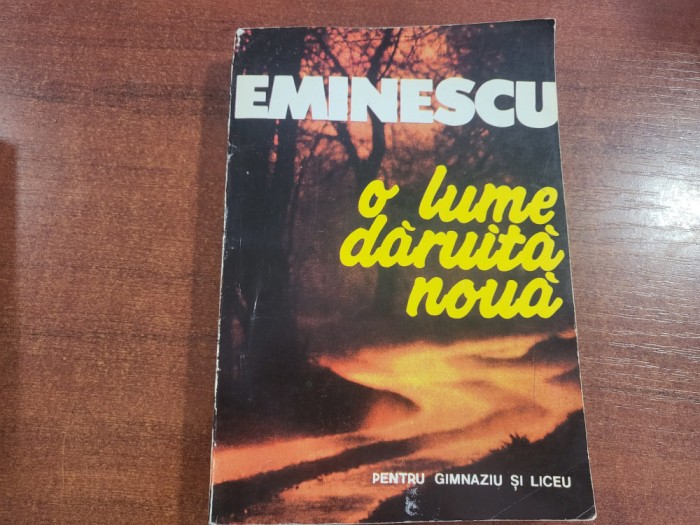 EMINESCU
o lume
dăruită
nouă
PENTRU GIMNAZIU ȘI LICEU